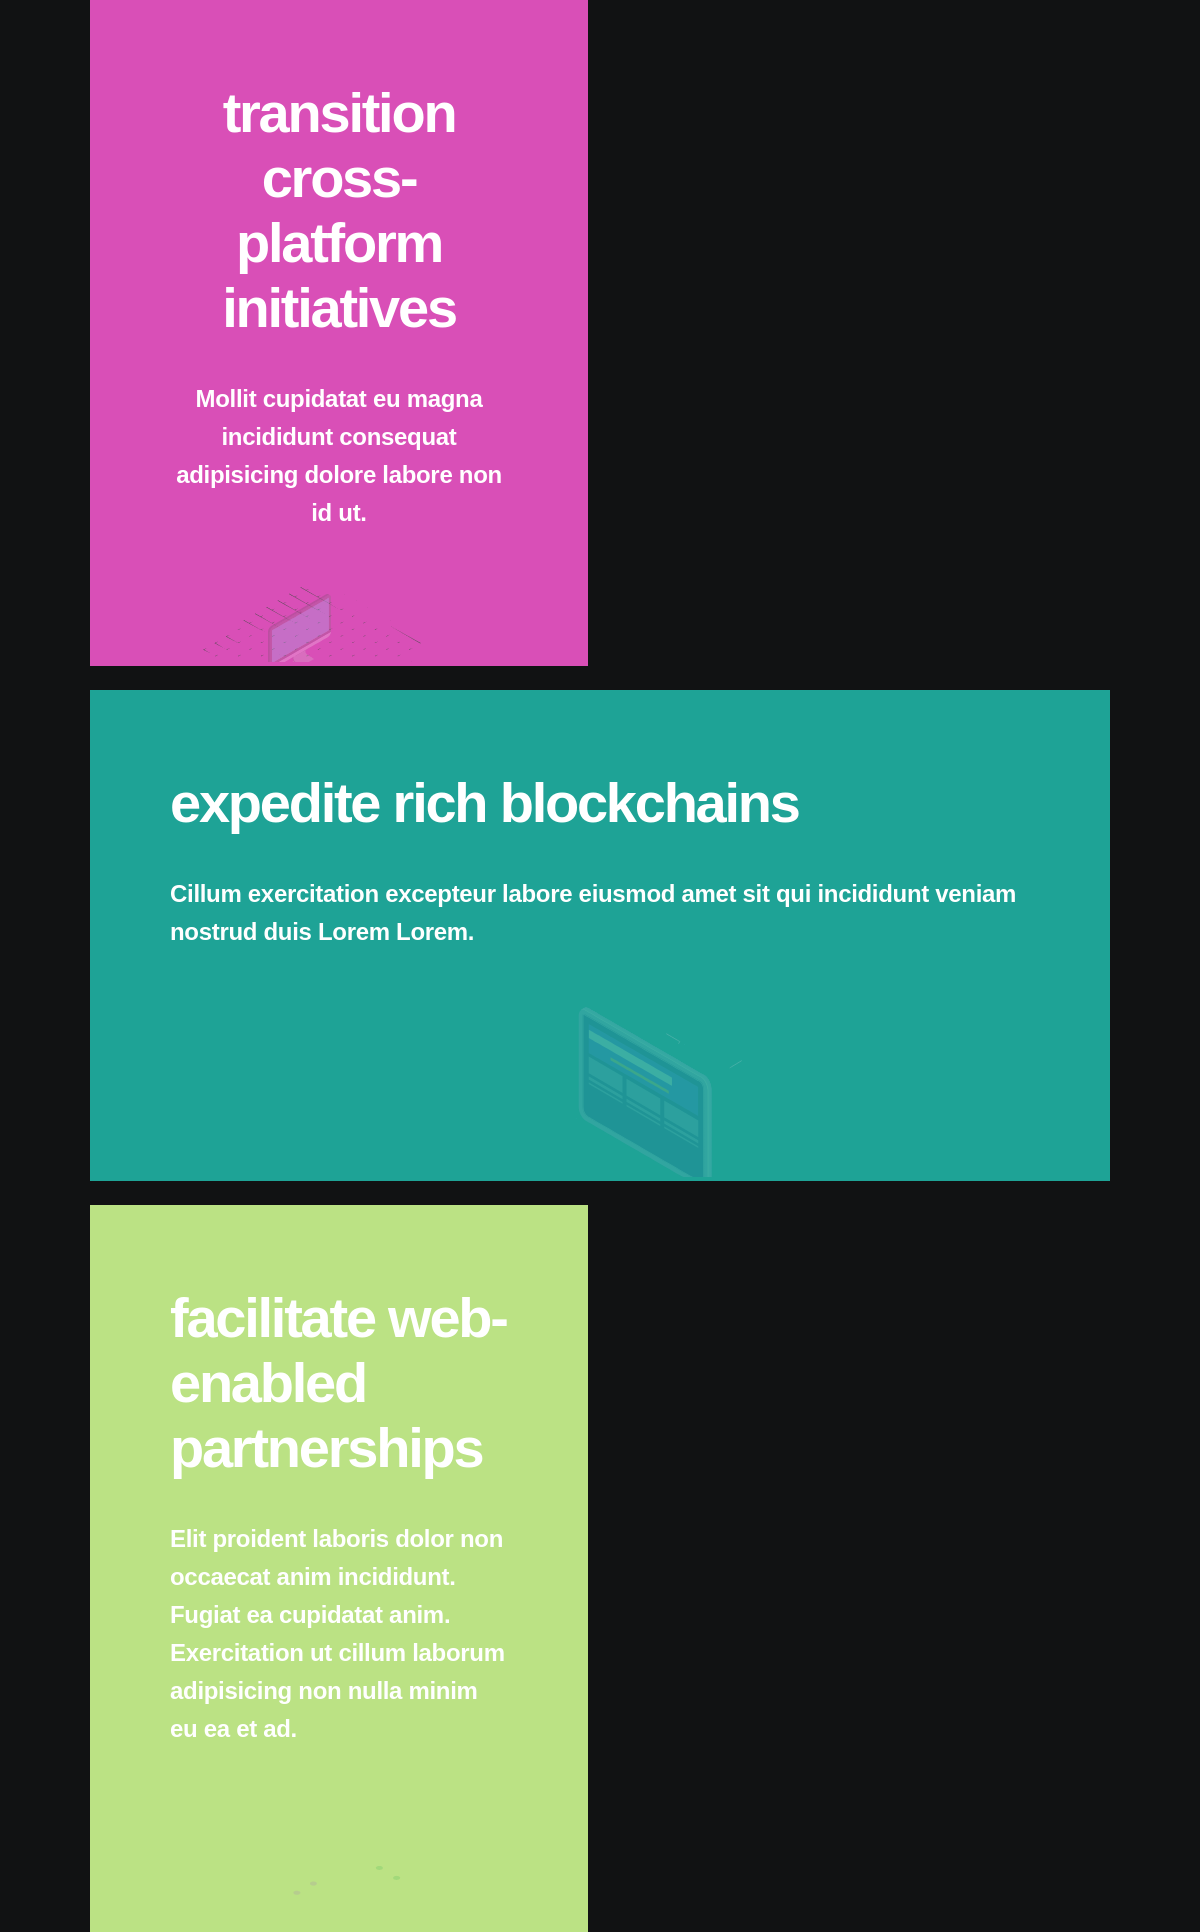 transition
cross-
platform
initiatives
Mollit cupidatat eu magna
incididunt consequat
adipisicing dolore labore non
id ut.
expedite rich blockchains
Cillum exercitation excepteur labore eiusmod amet sit qui incididunt veniam
nostrud duis Lorem Lorem.
facilitate web-
enabled
partnerships
Elit proident laboris dolor non
occaecat anim incididunt.
Fugiat ea cupidatat anim.
Exercitation ut cillum laborum
adipisicing non nulla minim
eu ea et ad.